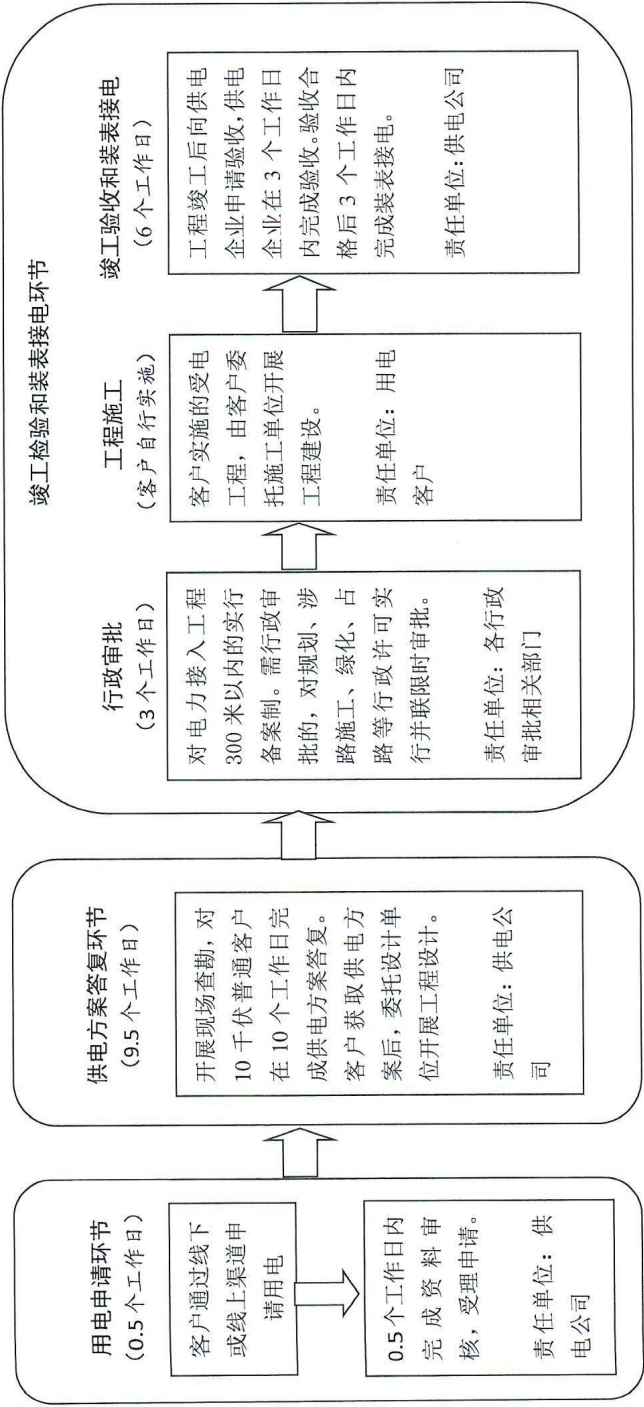 用电申请环节
（0.5 个工作日）
客户通过线下
或线上渠道申
请用电
0.5 个工作日内
完成资料审
核，受理申请。
责任单位：供
电公司
供电方案答复环节
（9.5 个工作日）
开展现场查勘，对
10 千伏普通客户
在 10 个工作日完
成供电方案答复。
客户获取供电方
案后，委托设计单
位开展工程设计。
责任单位：供电公
司
竣工检验和装表接电环节
行政审批
（3 个工作日）
对电力接入工程
300 米以内的实行
备案制。需行政审
批的，对规划、涉
路施工、绿化、占
路等行政许可实
行并联限时审批。
责任单位：各行政
审批相关部门
工程施工
（客户自行实施）
客户实施的受电
工程，由客户委
托施工单位开展
工程建设。
责任单位：用电
客户
竣工验收和装表接电
（6 个工作日）
工程竣工后向供电
企业申请验收，供电
企业在 3 个工作日
内完成验收。验收合
格后 3 个工作日内
完成装表接电。
责任单位：供电公司